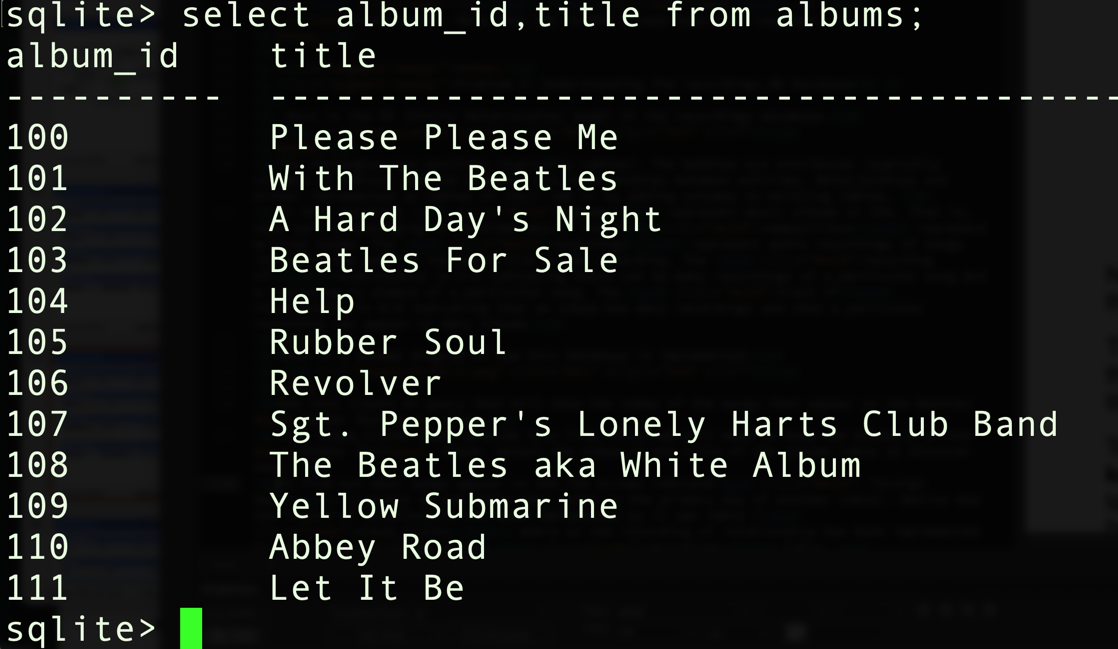 sqlite> select album_id,title from albums;
album_id    title
----------  ----------------------------------------
100         Please Please Me
101         With The Beatles
102         A Hard Day's Night
103         Beatles For Sale
104         Help
105         Rubber Soul
106         Revolver
107         Sgt. Pepper's Lonely Harts Club Band
108         The Beatles aka White Album
109         Yellow Submarine
110         Abbey Road
111         Let It Be
sqlite>